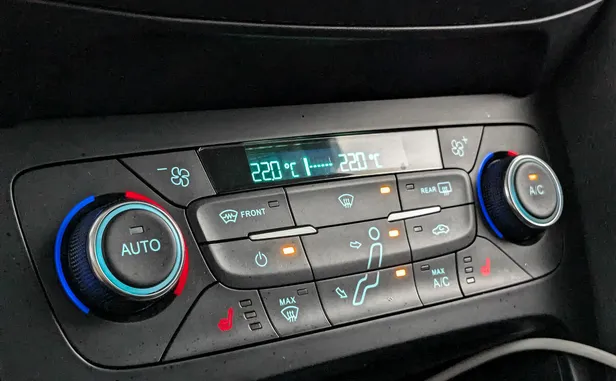 22.0 °C 22.0 °C
FRONT
REAR
AUTO
A/C
MAX
MAX
A/C